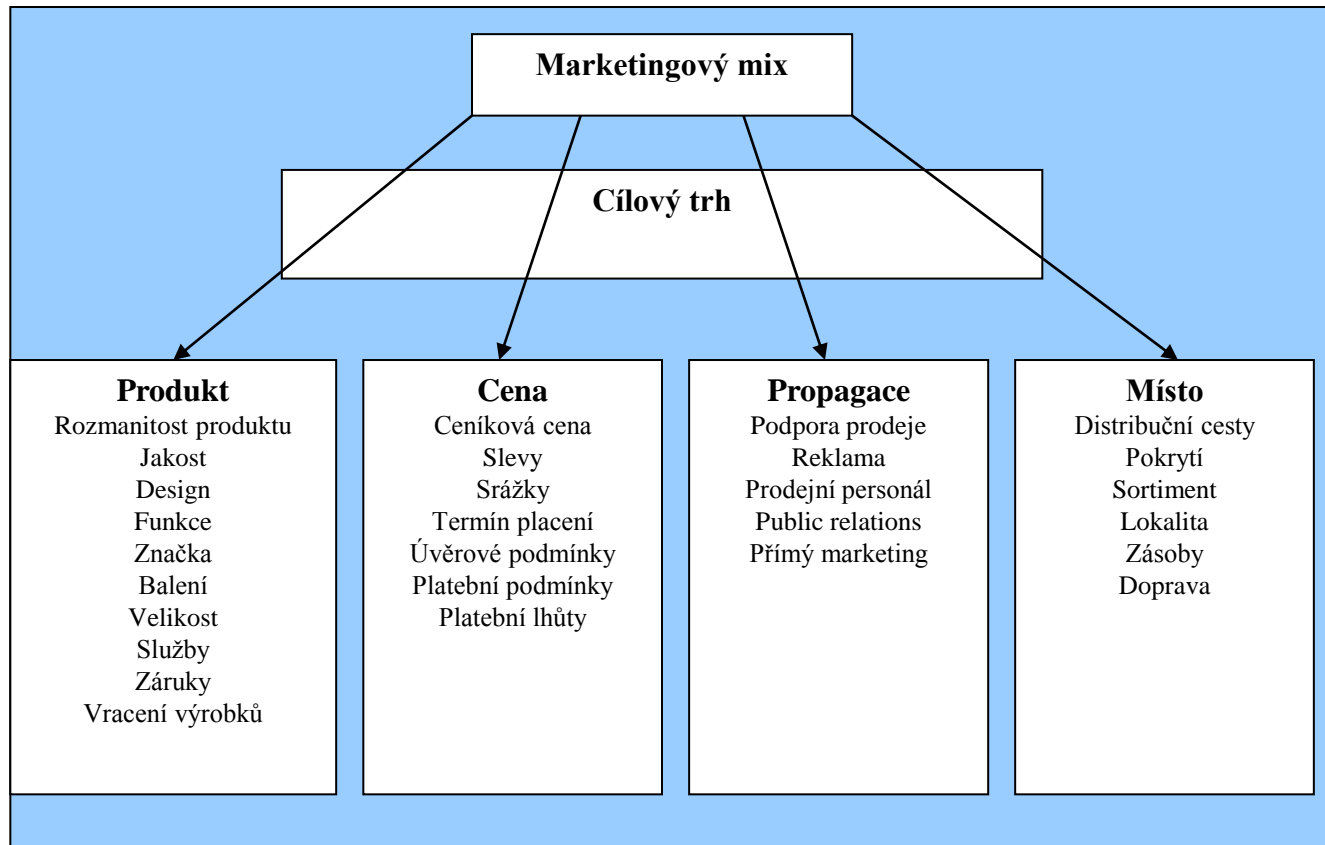 Marketingový mix
Cílový trh
Produkt
Rozmanitost produktu
Jakost
Design
Funkce
Značka
Balení
Velikost
Služby
Záruky
Vracení výrobků
Cena
Ceníková cena
Slevy
Srážky
Termín placení
Úvěrové podmínky
Platební podmínky
Platební lhůty
Propagace
Podpora prodeje
Reklama
Prodejní personál
Public relations
Přímý marketing
Místo
Distribuční cesty
Pokrytí
Sortiment
Lokalita
Zásoby
Doprava